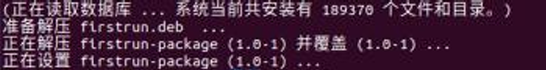 (正在读取数据库 ... 系统当前共安装有 189370 个文件和目录。)
准备解压 firstrun.deb  ...
正在解压 firstrun-package (1.0-1) 并覆盖 (1.0-1) ...
正在设置 firstrun-package (1.0-1) ...